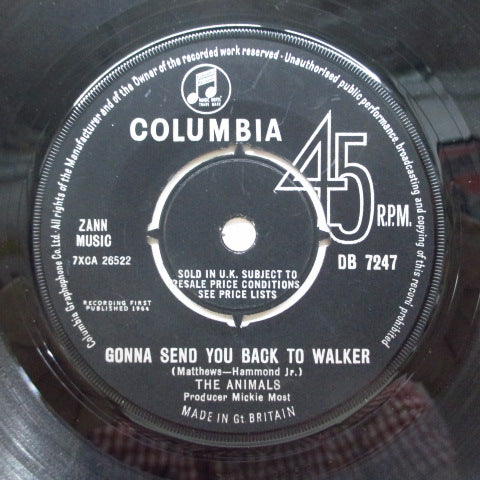 Columbia Graphophone Co. Ltd. All rights of the Manufacturer and of the Owner of the recorded work reserved · Unauthorised public performance, broadcasting and copying of this record prohibited
COLUMBIA
45 R.P.M.
ZANN
MUSIC
7XCA 26522
DB 7247
SOLD IN U.K. SUBJECT TO
RESALE PRICE CONDITIONS
SEE PRICE LISTS
RECORDING FIRST
PUBLISHED 1964
GONNA SEND YOU BACK TO WALKER
(Matthews—Hammond Jr.)
THE ANIMALS
Producer Mickie Most
MADE IN Gt. BRITAIN